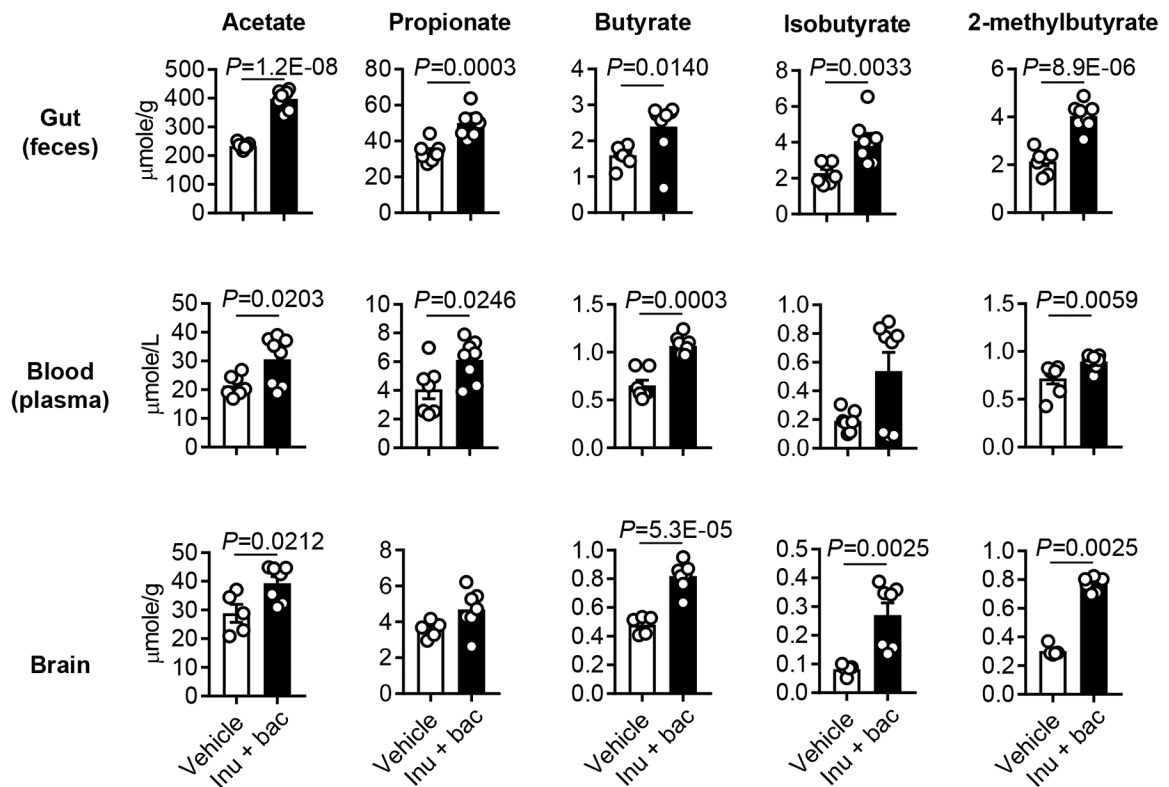 Acetate Propionate Butyrate Isobutyrate 2-methylbutyrate
Gut
(feces)
μmole/g
P=1.2E-08
500
400
300
200
100
0
P=0.0003
80
60
40
20
0
P=0.0140
4
3
2
1
0
P=0.0033
8
6
4
2
0
P=8.9E-06
6
4
2
0
Blood
(plasma)
μmole/L
P=0.0203
50
40
30
20
10
0
P=0.0246
10
8
6
4
2
0
P=0.0003
1.5
1.0
0.5
0.0
1.0
0.8
0.6
0.4
0.2
0.0
P=0.0059
1.5
1.0
0.5
0.0
Brain
μmole/g
P=0.0212
50
40
30
20
10
0
8
6
4
2
0
P=5.3E-05
1.0
0.8
0.6
0.4
0.2
0.0
P=0.0025
0.5
0.4
0.3
0.2
0.1
0.0
P=0.0025
1.0
0.8
0.6
0.4
0.2
0.0
Vehicle
Inu + bac
Vehicle
Inu + bac
Vehicle
Inu + bac
Vehicle
Inu + bac
Vehicle
Inu + bac